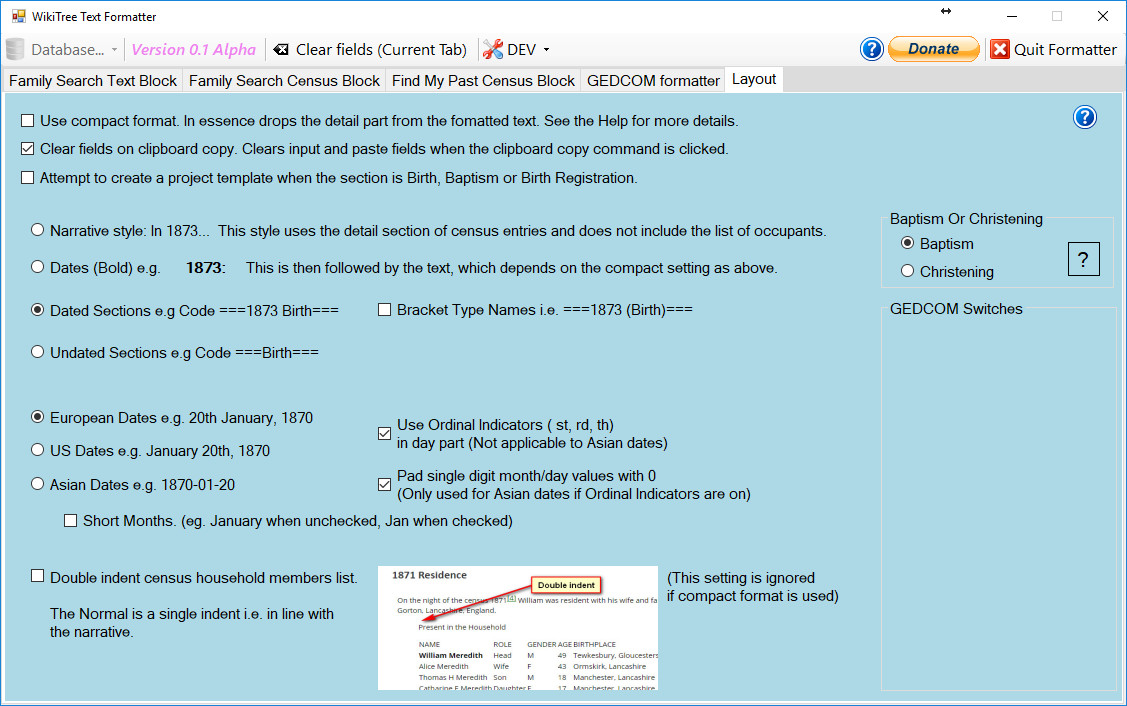 WikiTree Text Formatter
Database... Version 0.1 Alpha Clear fields (Current Tab) DEV ? Donate Quit Formatter
Family Search Text Block Family Search Census Block Find My Past Census Block GEDCOM formatter Layout
Use compact format. In essence drops the detail part from the fomatted text. See the Help for more details. ?
Clear fields on clipboard copy. Clears input and paste fields when the clipboard copy command is clicked.
Attempt to create a project template when the section is Birth, Baptism or Birth Registration.
Narrative style: In 1873... This style uses the detail section of census entries and does not include the list of occupants.
Dates (Bold) e.g. 1873: This is then followed by the text, which depends on the compact setting as above.
Dated Sections e.g Code ===1873 Birth=== Bracket Type Names i.e. ===1873 (Birth)===
Undated Sections e.g Code ===Birth===
Baptism Or Christening
Baptism
Christening
?
GEDCOM Switches
European Dates e.g. 20th January, 1870
US Dates e.g. January 20th, 1870
Asian Dates e.g. 1870-01-20
Use Ordinal Indicators ( st, rd, th)
in day part (Not applicable to Asian dates)
Pad single digit month/day values with 0
(Only used for Asian dates if Ordinal Indicators are on)
Short Months. (eg. January when unchecked, Jan when checked)
Double indent census household members list.
The Normal is a single indent i.e. in line with
the narrative.
1871 Residence
Double indent
On the night of the census 1871[4] William was resident with his wife and fa
Gorton, Lancashire, England.
Present in the Household
NAME ROLE GENDER AGE BIRTHPLACE
William Meredith Head M 49 Tewkesbury, Gloucesters
Alice Meredith Wife F 43 Ormskirk, Lancashire
Thomas H Meredith Son M 18 Manchester, Lancashire
Catharine E Meredith Daughter F 17 Manchester, Lancashire
(This setting is ignored
if compact format is used)